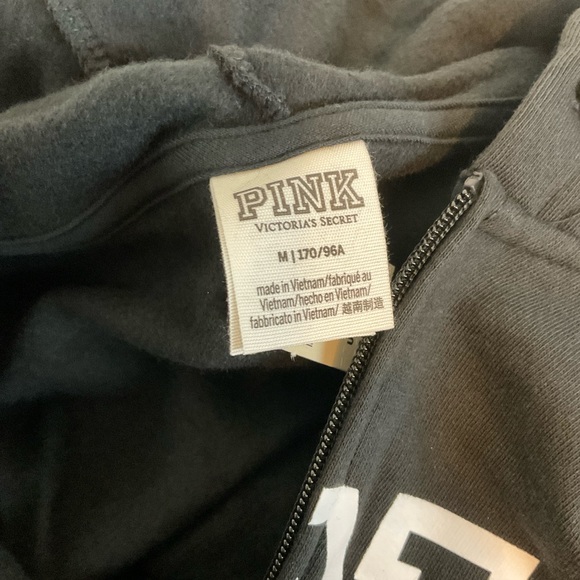 PINK
VICTORIA'S SECRET
M | 170/96A
made in Vietnam/fabriqué au
Vietnam/hecho en Vietnam/
fabbricato in Vietnam/ 越南制造